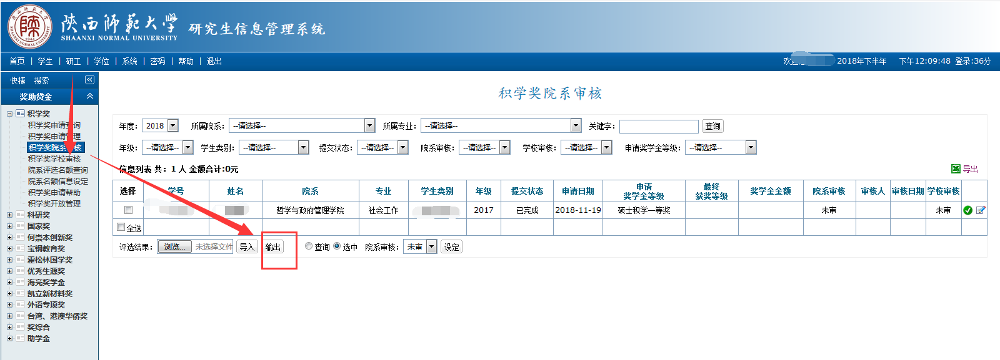 陕西师范大学
SHAANXI NORMAL UNIVERSITY
研究生信息管理系统
陕西师范大学
SHAANXI NORMAL UNIVERSITY
1944
首页 | 学生 | 研工 | 学位 | 系统 | 密码 | 帮助 | 退出
欢 2018年下半年 下午12:09:48 登录:36分
快捷 搜索
奖助贷金
积学奖
积学奖申请查询
积学奖申请管理
积学奖院系审核
积学奖学校审核
院系评选名额查询
院系名额信息设定
积学奖申请帮助
积学奖开放管理
科研奖
国家奖
何崇本创新奖
宝钢教育奖
霍松林国学奖
优秀生源奖
海亮奖学金
凯立新材料奖
外语专项奖
台湾、港澳华侨奖
奖综合
助学金
积学奖院系审核
年度: 2018 所属院系: --请选择-- 所属专业: --请选择-- 关键字: 查询
年级: --请选择-- 学生类别: --请选择-- 提交状态: --请选择-- 院系审核: --请选择-- 学校审核: --请选择-- 申请奖学金等级: --请选择--
信息列表 共: 1 人 金额合计:0元 导出
选择 学号 姓名 院系 专业 学生类别 年级 提交状态 申请日期 申请奖学金等级 最终获奖等级 奖学金金额 院系审核 审核人 审核日期 学校审核
哲学与政府管理学院 社会工作 2017 已完成 2018-11-19 硕士积学一等奖 未审 未审
全选
评选结果: 浏览... 未选择文件 导入 输出 查询 选中 院系审核: 未审 设定